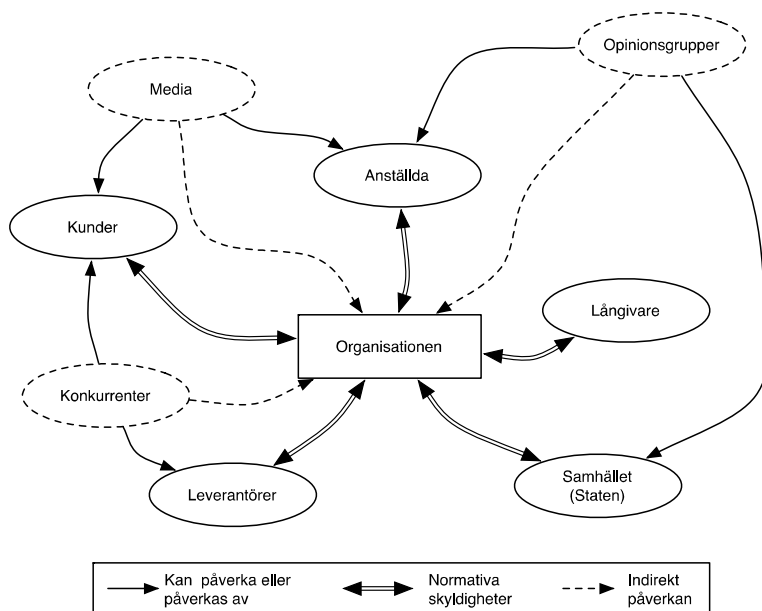 Opinionsgrupper
Media
Anställda
Kunder
Långivare
Organisationen
Konkurrenter
Leverantörer
Samhället
(Staten)
Kan påverka eller
påverkas av
Normativa
skyldigheter
Indirekt
påverkan